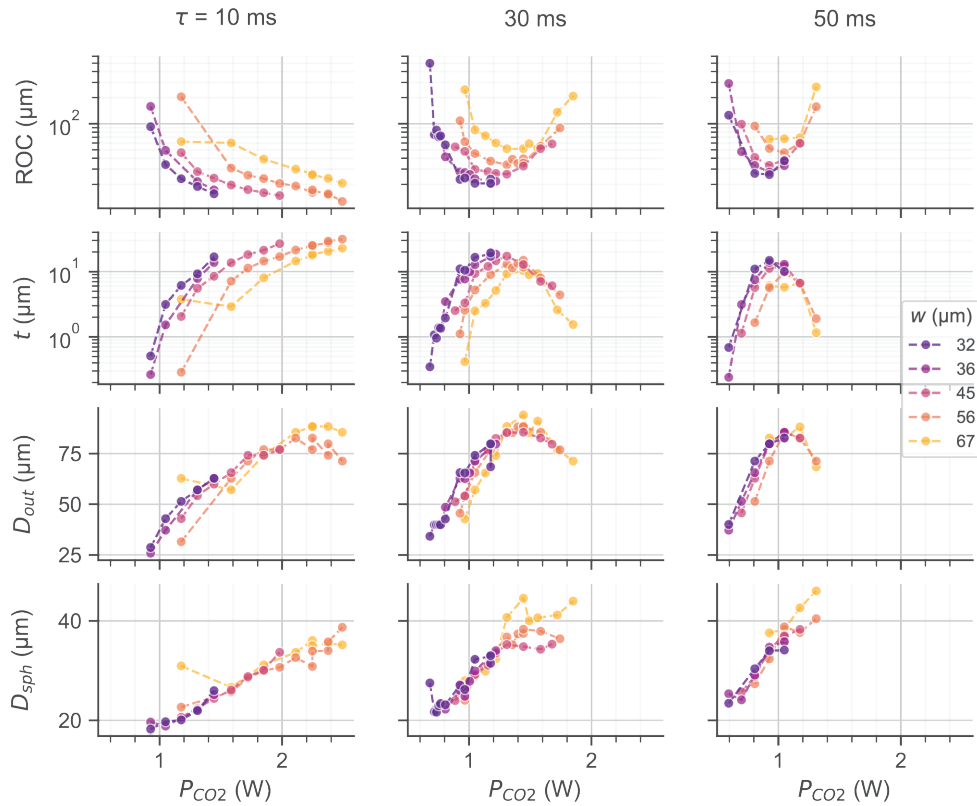 τ = 10 ms 30 ms 50 ms
ROC (µm)
10²
t (µm)
10¹
10⁰
w (µm)
32
36
45
56
67
D_out (µm)
75
50
25
D_sph (µm)
40
20
1 2 1 2 1 2
P_CO2 (W) P_CO2 (W) P_CO2 (W)